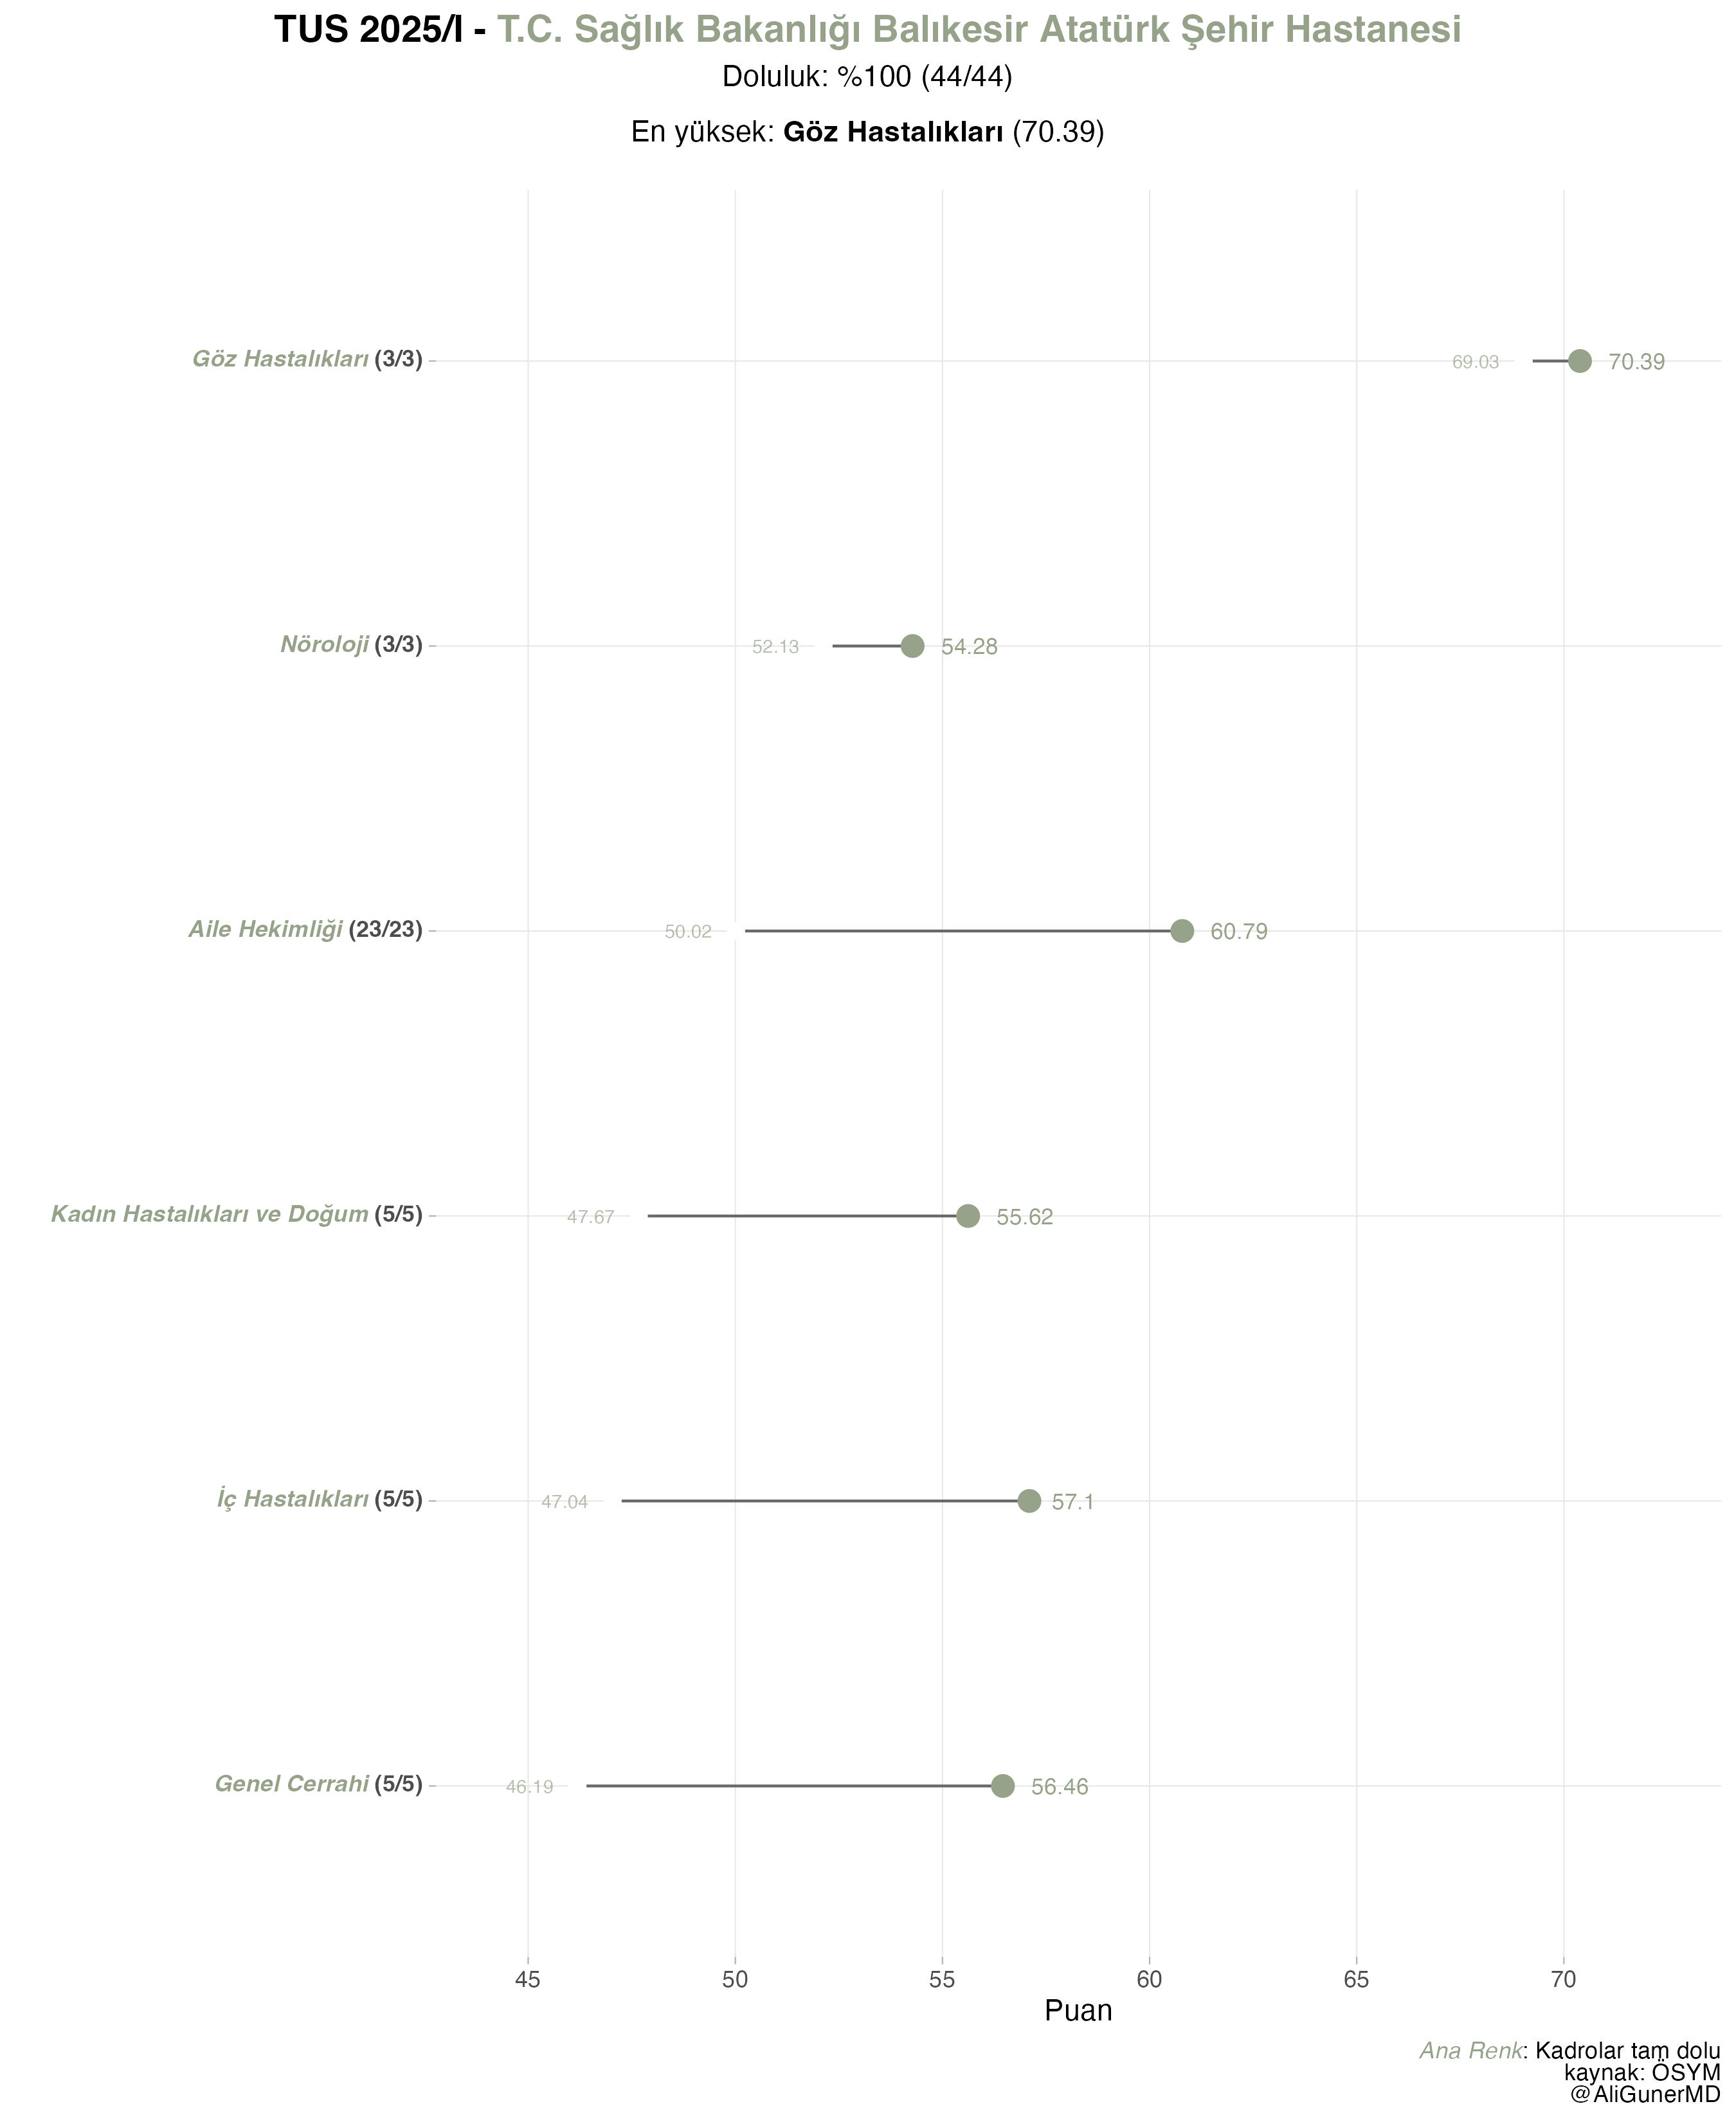 TUS 2025/I - T.C. Sağlık Bakanlığı Balıkesir Atatürk Şehir Hastanesi
Doluluk: %100 (44/44)
En yüksek: Göz Hastalıkları (70.39)
Göz Hastalıkları (3/3) 69.03 70.39
Nöroloji (3/3) 52.13 54.28
Aile Hekimliği (23/23) 50.02 60.79
Kadın Hastalıkları ve Doğum (5/5) 47.67 55.62
İç Hastalıkları (5/5) 47.04 57.1
Genel Cerrahi (5/5) 46.19 56.46
45 50 55 60 65 70
Puan
Ana Renk: Kadrolar tam dolu
kaynak: ÖSYM
@AliGunerMD